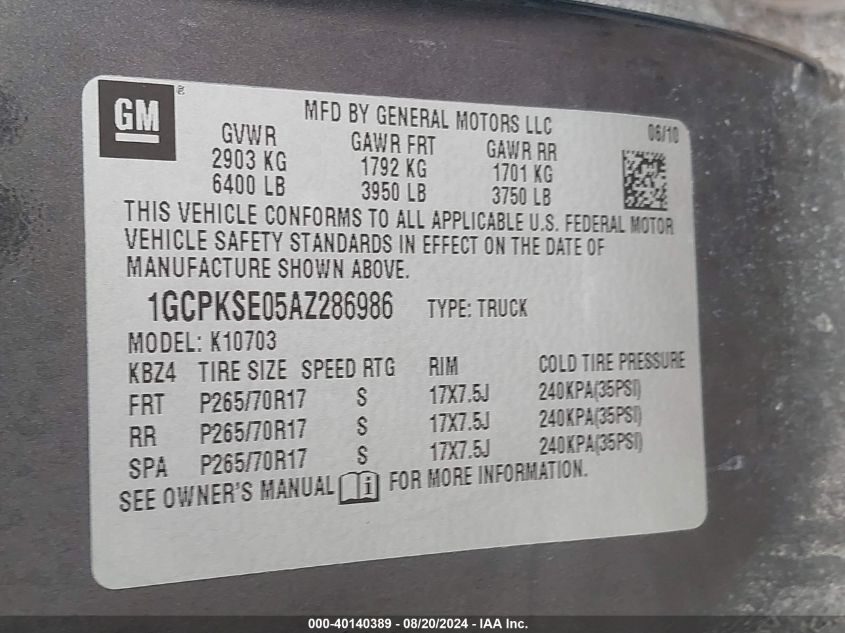 GM ®
MFD BY GENERAL MOTORS LLC
06/10
GVWR GAWR FRT GAWR RR
2903 KG 1792 KG 1701 KG
6400 LB 3950 LB 3750 LB
THIS VEHICLE CONFORMS TO ALL APPLICABLE U.S. FEDERAL MOTOR
VEHICLE SAFETY STANDARDS IN EFFECT ON THE DATE OF
MANUFACTURE SHOWN ABOVE.
1GCPKSE05AZ286986 TYPE: TRUCK
MODEL: K10703
KBZ4 TIRE SIZE SPEED RTG RIM COLD TIRE PRESSURE
FRT P265/70R17 S 17X7.5J 240KPA(35PSI)
RR P265/70R17 S 17X7.5J 240KPA(35PSI)
SPA P265/70R17 S 17X7.5J 240KPA(35PSI)
SEE OWNER'S MANUAL i FOR MORE INFORMATION.
000-40140389 - 08/20/2024 - IAA Inc.